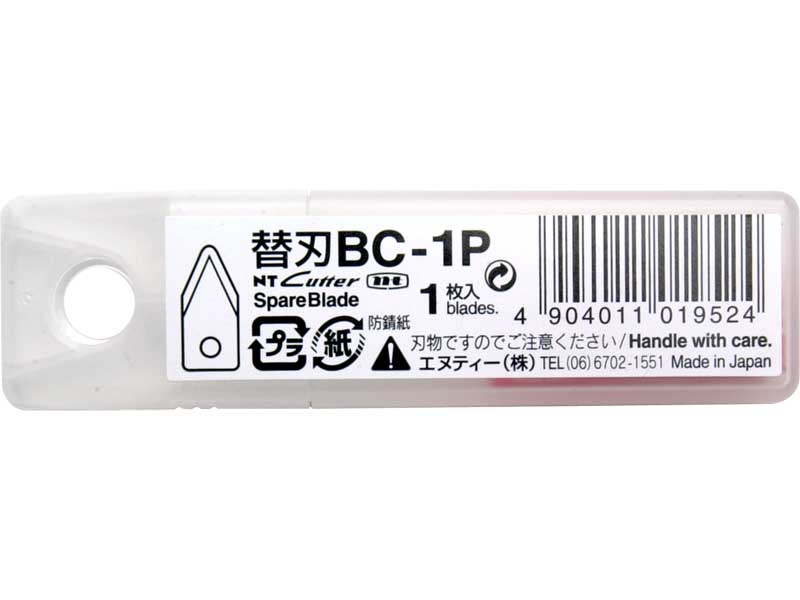 替刃BC-1P
NT Cutter
Spare Blade
1枚入
blades.
プラ
紙
防錆紙
4 904011 019524
刃物ですのでご注意ください/Handle with care.
エヌティー(株) TEL(06)6702-1551 Made in Japan